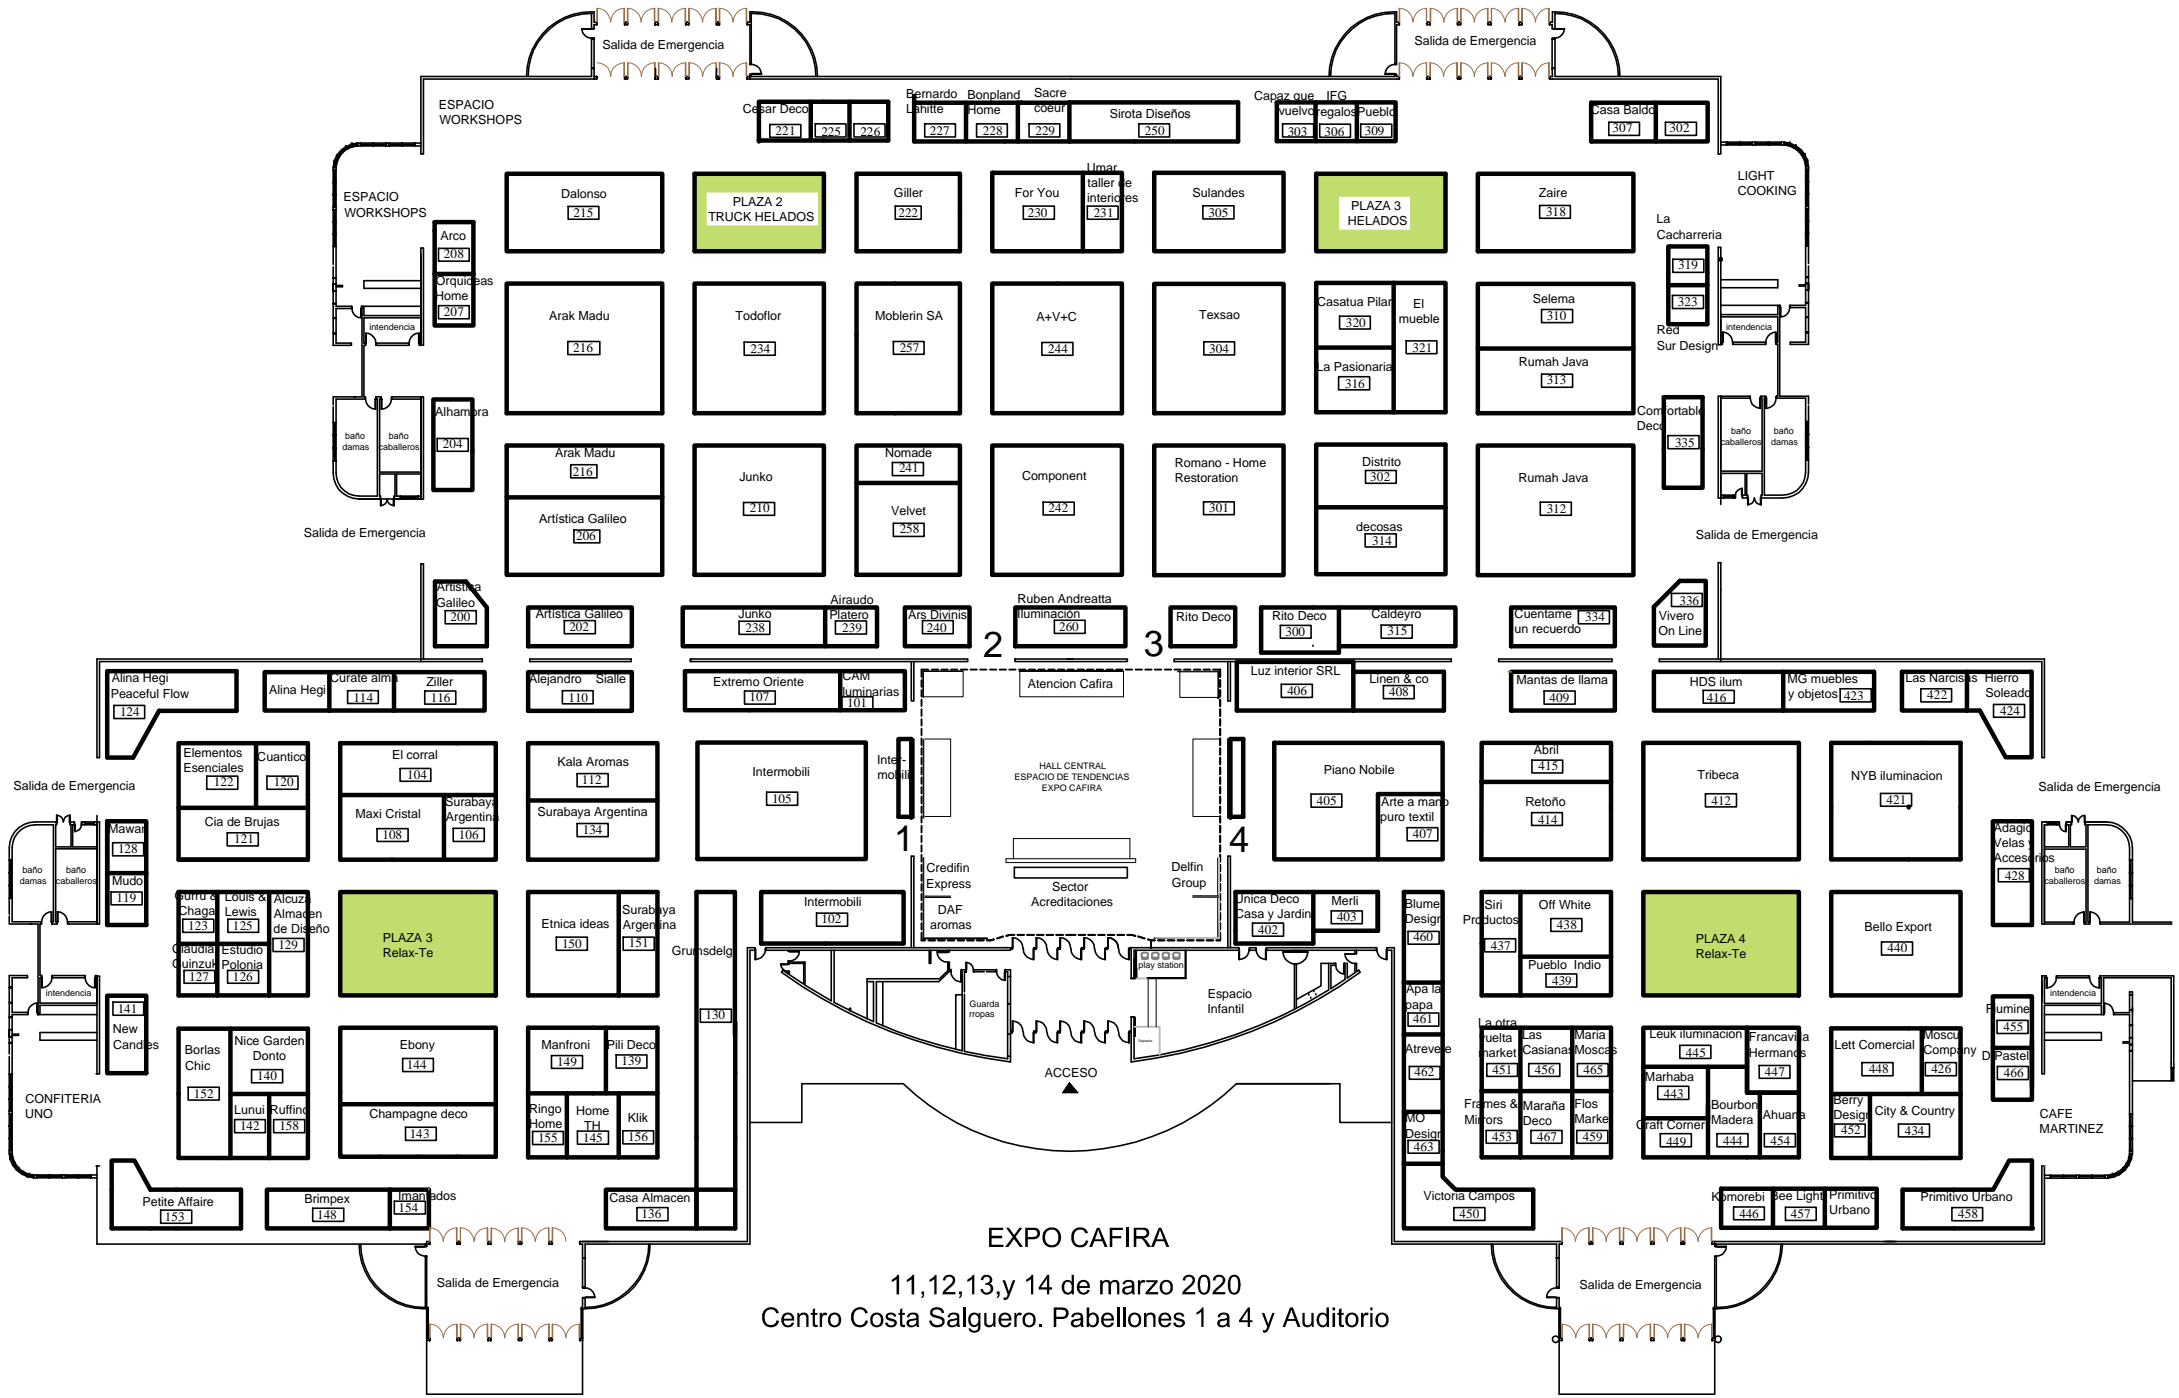 Salida de Emergencia
Salida de Emergencia
ESPACIO
WORKSHOPS
Cesar Deco
221
225
226
Bernardo
Lahitte
227
Bonpland
Home
228
Sacre
coeur
229
Sirota Diseños
250
Capaz que
vuelvo
303
IFG
regalos
306
Pueblo
309
Casa Baldo
307
302
ESPACIO
WORKSHOPS
Dalonso
215
PLAZA 2
TRUCK HELADOS
Giller
222
For You
230
Umar
taller de
interiores
231
Sulandes
305
PLAZA 3
HELADOS
Zaire
318
LIGHT
COOKING
Arco
208
Orquideas
Home
207
intendencia
La
Cacharreria
319
323
Red
Sur Design
intendencia
Arak Madu
216
Todoflor
234
Moblerin SA
257
A+V+C
244
Texsao
304
Casatua Pilar
320
La Pasionaria
316
El
mueble
321
Selema
310
Rumah Java
313
baño
damas
baño
caballeros
Alhambra
204
Comfortable
Deco
335
baño
caballeros
baño
damas
Arak Madu
216
Artística Galileo
206
Junko
210
Nomade
241
Velvet
258
Component
242
Romano - Home
Restoration
301
Distrito
302
decosas
314
Rumah Java
312
Salida de Emergencia
Salida de Emergencia
Artística
Galileo
200
Artística Galileo
202
Junko
238
Airaudo
Platero
239
Ars Divinis
240
Ruben Andreatta
Iluminación
260
2
3
Rito Deco
Rito Deco
300
Caldeyro
315
Cuentame
un recuerdo
334
336
Vivero
On Line
Alina Hegi
Peaceful Flow
124
Alina Hegi
Curate alma
114
Ziller
116
Alejandro Sialle
110
Extremo Oriente
107
CAM
luminarias
101
Atencion Cafira
Luz interior SRL
406
Linen & co
408
Mantas de llama
409
HDS ilum
416
MG muebles
y objetos
423
Las Narcisas
422
Hierro
Soleado
424
Elementos
Esenciales
122
Cuantico
120
Cia de Brujas
121
El corral
104
Maxi Cristal
108
Surabaya
Argentina
106
Kala Aromas
112
Surabaya Argentina
134
Intermobili
105
Inter-
mobili
1
HALL CENTRAL
ESPACIO DE TENDENCIAS
EXPO CAFIRA
4
Piano Nobile
405
Arte a mano
puro textil
407
Abril
415
Retoño
414
Tribeca
412
NYB iluminacion
421
Salida de Emergencia
Salida de Emergencia
baño
damas
baño
caballeros
Mawar
128
Mudo
119
Adagio
Velas y
Accesorios
428
baño
caballeros
baño
damas
Credifin
Express
DAF
aromas
Sector
Acreditaciones
Delfin
Group
Gurru &
Chaga
123
Louis &
Lewis
125
Alcuza
Almacen
de Diseño
129
Claudia
Guinzuk
127
Estudio
Polonia
126
PLAZA 3
Relax-Te
Etnica ideas
150
Surabaya
Argentina
151
Grunsdelg
130
Intermobili
102
Unica Deco
Casa y Jardin
402
Merli
403
Blume
Design
460
Siri
Productos
437
Off White
438
Pueblo Indio
439
PLAZA 4
Relax-Te
Bello Export
440
play station
Guarda
rropas
Espacio
Infantil
Deposito
intendencia
141
New
Candles
Apa la
papa
461
intendencia
Flumine
455
D Pastel
466
Borlas
Chic
152
Nice Garden
Donto
140
Lunui
142
Ruffino
158
Ebony
144
Champagne deco
143
Manfroni
149
Pili Deco
139
Ringo
Home
155
Home
TH
145
Klik
156
ACCESO
Atrevete
462
MO
Design
463
La otra
vuelta
market
451
Las
Casianas
456
Maria
Moscas
465
Frames &
Mirrors
453
Maraña
Deco
467
Flos
Marke
459
Leuk iluminacion
445
Francavilla
Hermanos
447
Marhaba
443
Craft Corner
449
Bourbon
Madera
444
Ahuana
454
Lett Comercial
448
Moscu
Company
426
Berry
Design
452
City & Country
434
CONFITERIA
UNO
CAFE
MARTINEZ
Petite Affaire
153
Brimpex
148
Imantados
154
Casa Almacen
136
Victoria Campos
450
Komorebi
446
Bee Light
457
Primitivo
Urbano
Primitivo Urbano
458
Salida de Emergencia
Salida de Emergencia
EXPO CAFIRA
11,12,13,y 14 de marzo 2020
Centro Costa Salguero. Pabellones 1 a 4 y Auditorio